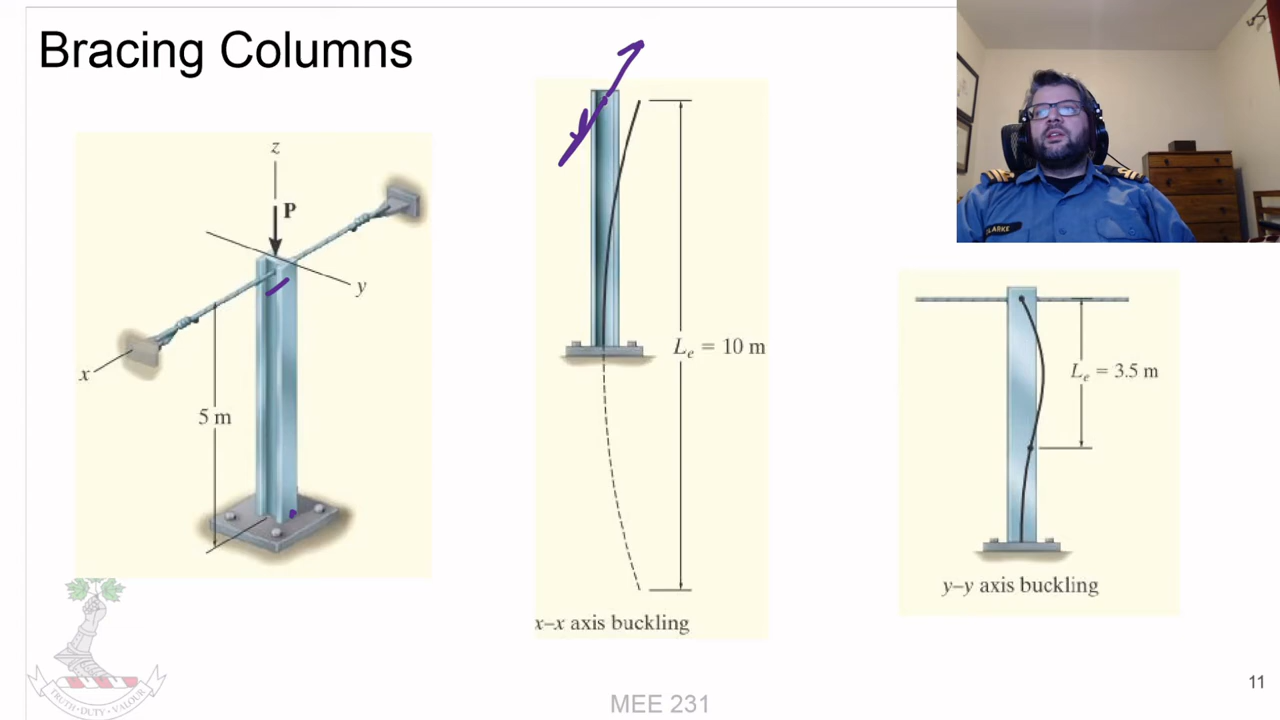 Bracing Columns
z
P
y
x
5 m
L_e = 10 m
x–x axis buckling
L_e = 3.5 m
y–y axis buckling
CLARKE
TRUTH · DUTY · VALOUR
MEE 231
11